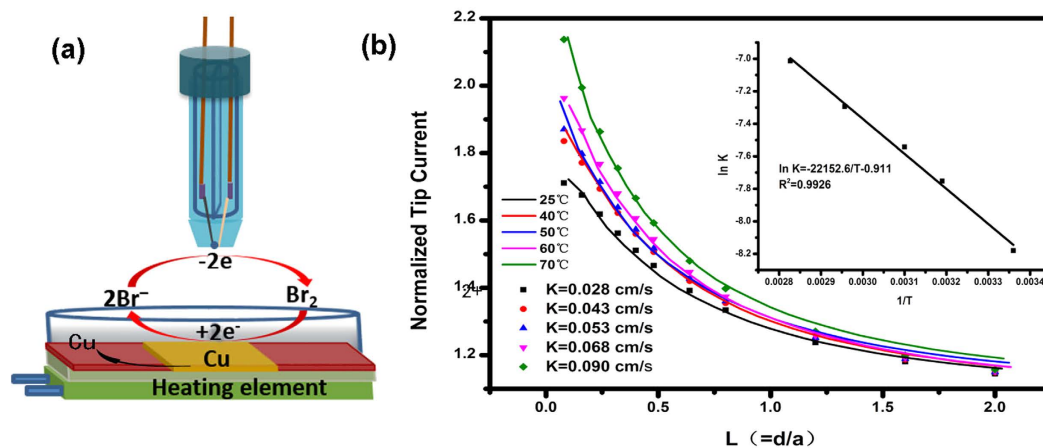 (a)
-2e
2Br⁻
Br₂
+2e⁻
Cu
Cu
Heating element
(b)
Normalized Tip Current
2.2
2.0
1.8
1.6
1.4
1.2
25℃
40℃
50℃
60℃
70℃
K=0.028 cm/s
K=0.043 cm/s
K=0.053 cm/s
K=0.068 cm/s
K=0.090 cm/s
0.0 0.5 1.0 1.5 2.0
L (=d/a)
ln K
-7.0
-7.2
-7.4
-7.6
-7.8
-8.0
-8.2
ln K=-22152.6/T-0.911
R²=0.9926
0.0028 0.0029 0.0030 0.0031 0.0032 0.0033 0.0034
1/T